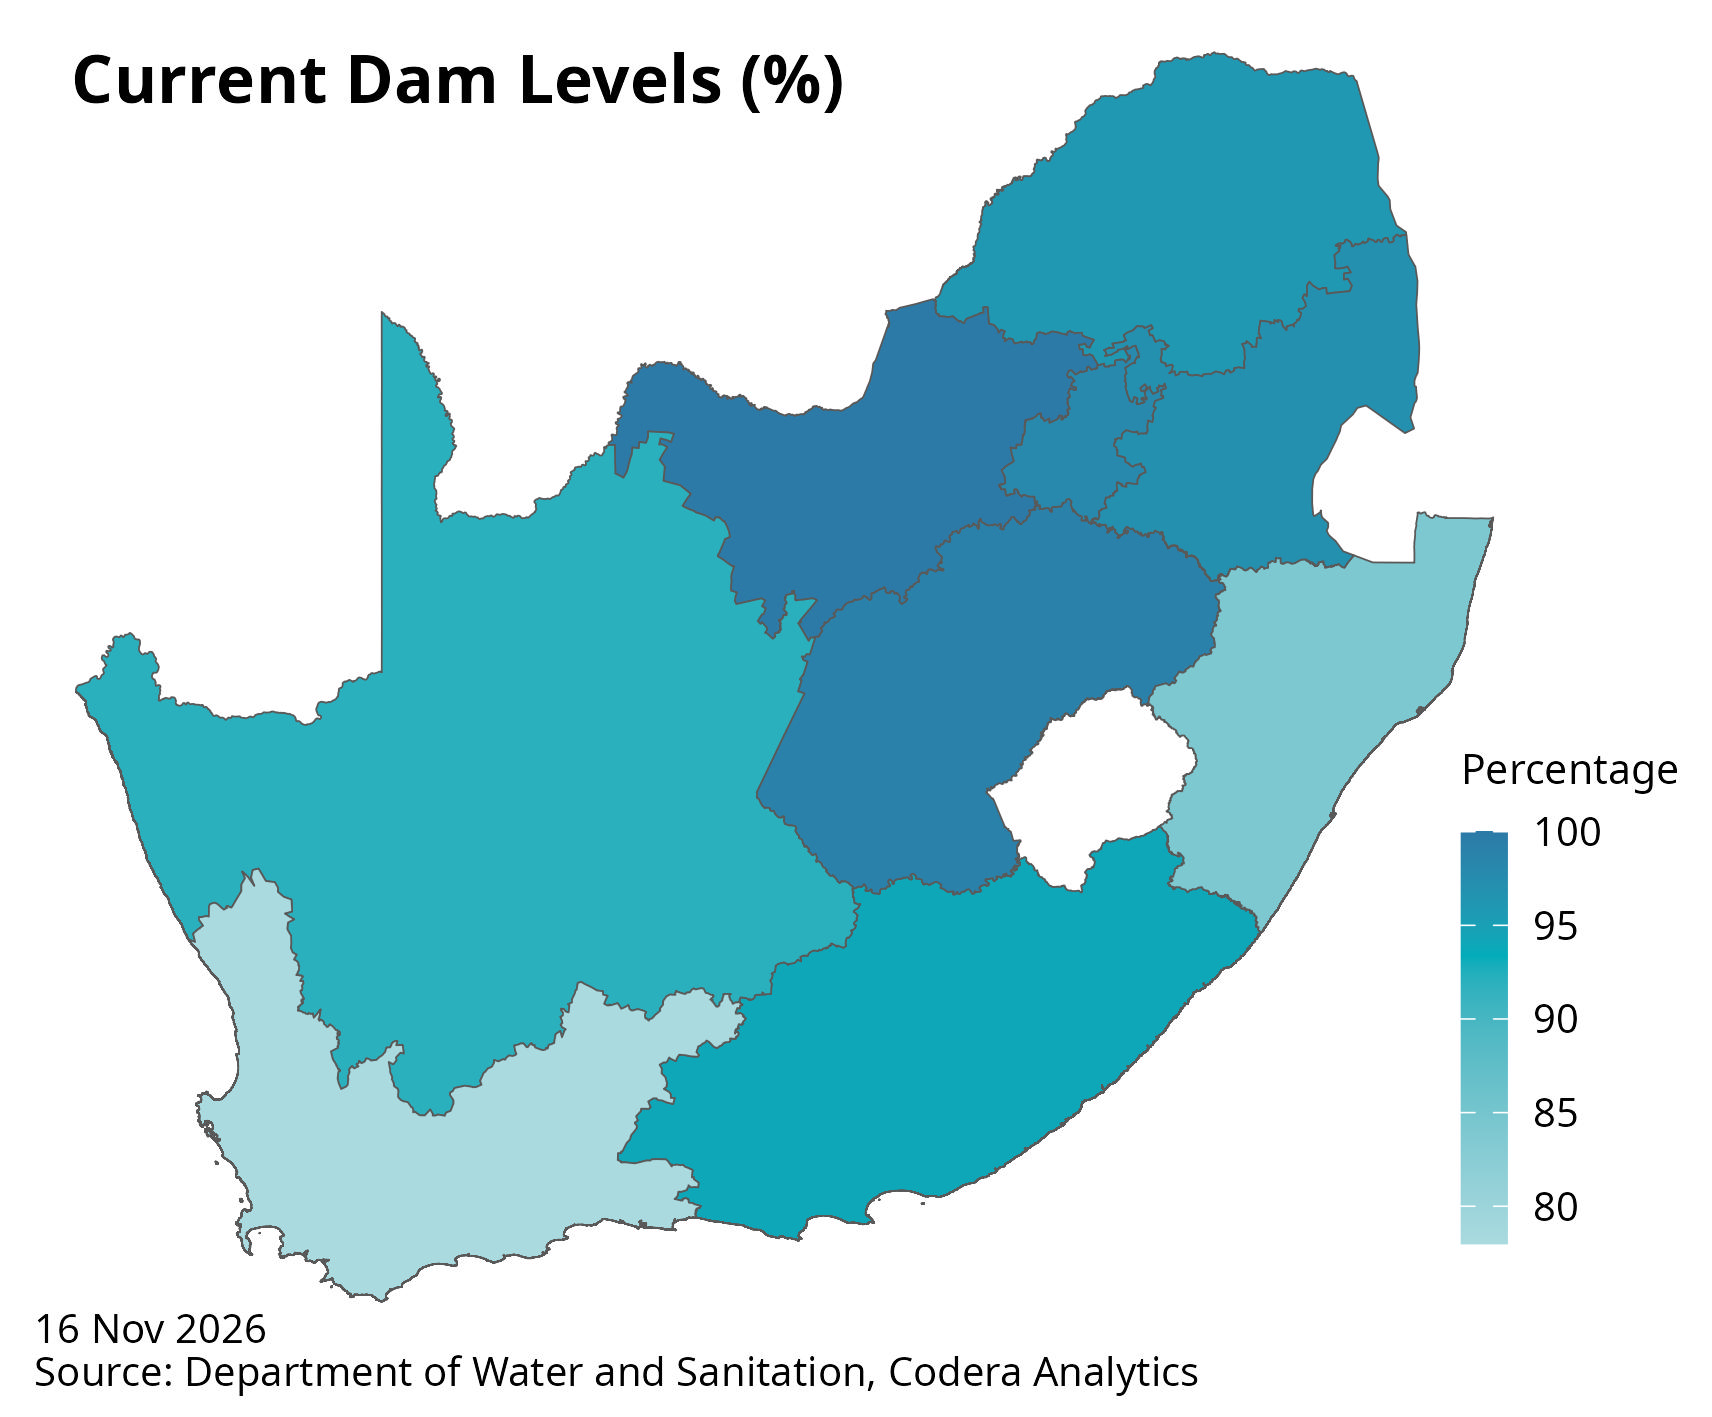 Current Dam Levels (%)
Percentage
100
95
90
85
80
16 Nov 2026
Source: Department of Water and Sanitation, Codera Analytics